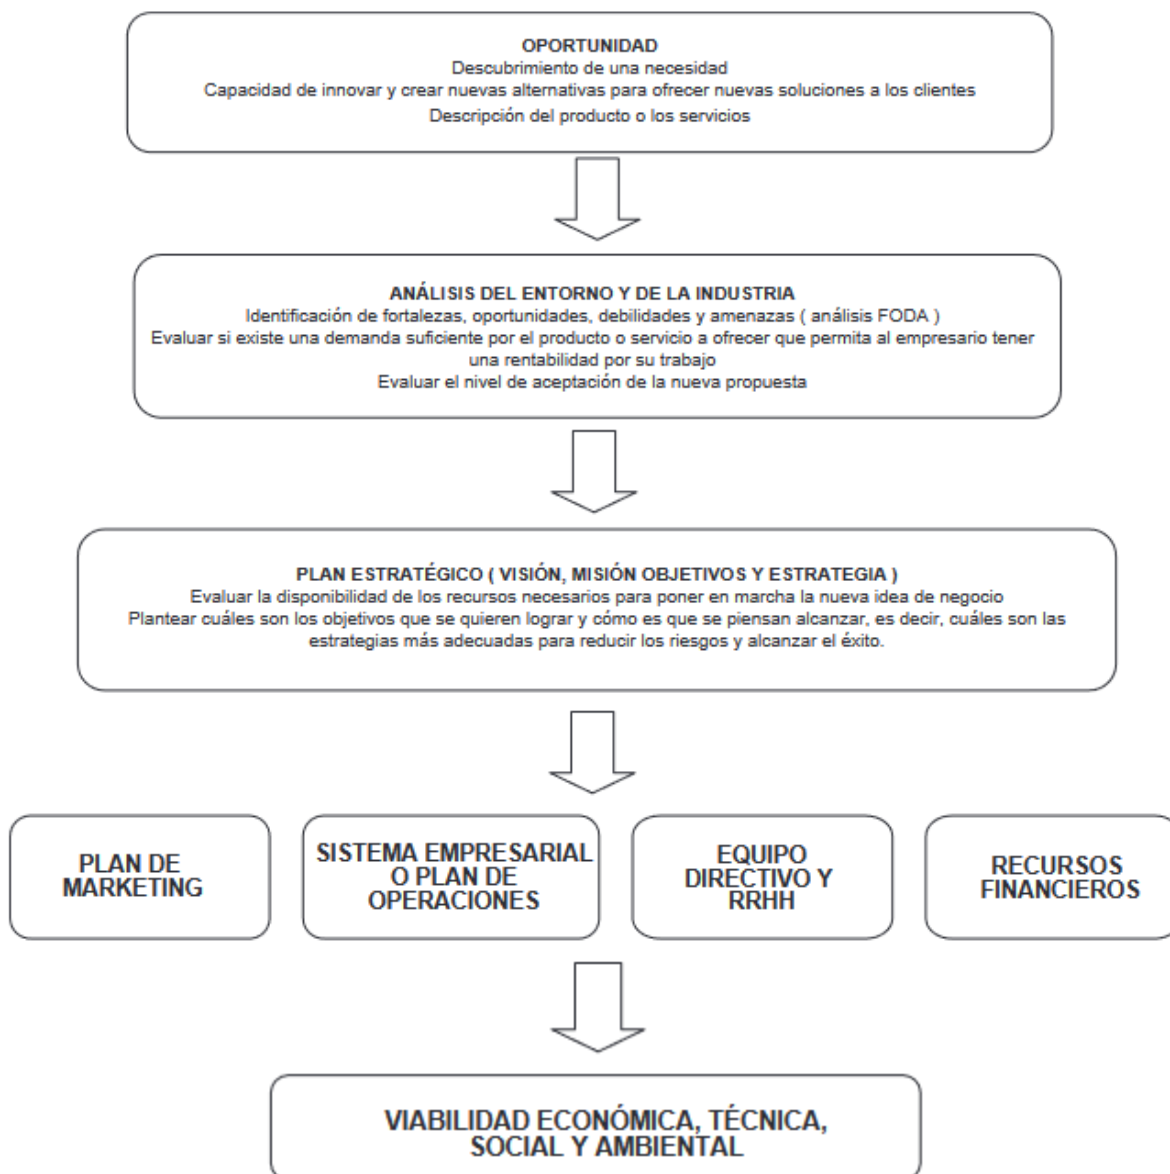 OPORTUNIDAD
Descubrimiento de una necesidad
Capacidad de innovar y crear nuevas alternativas para ofrecer nuevas soluciones a los clientes
Descripción del producto o los servicios
ANÁLISIS DEL ENTORNO Y DE LA INDUSTRIA
Identificación de fortalezas, oportunidades, debilidades y amenazas ( análisis FODA )
Evaluar si existe una demanda suficiente por el producto o servicio a ofrecer que permita al empresario tener
una rentabilidad por su trabajo
Evaluar el nivel de aceptación de la nueva propuesta
PLAN ESTRATÉGICO ( VISIÓN, MISIÓN OBJETIVOS Y ESTRATEGIA )
Evaluar la disponibilidad de los recursos necesarios para poner en marcha la nueva idea de negocio
Plantear cuáles son los objetivos que se quieren lograr y cómo es que se piensan alcanzar, es decir, cuáles son las
estrategias más adecuadas para reducir los riesgos y alcanzar el éxito.
PLAN DE
MARKETING
SISTEMA EMPRESARIAL
O PLAN DE
OPERACIONES
EQUIPO
DIRECTIVO Y
RRHH
RECURSOS
FINANCIEROS
VIABILIDAD ECONÓMICA, TÉCNICA,
SOCIAL Y AMBIENTAL